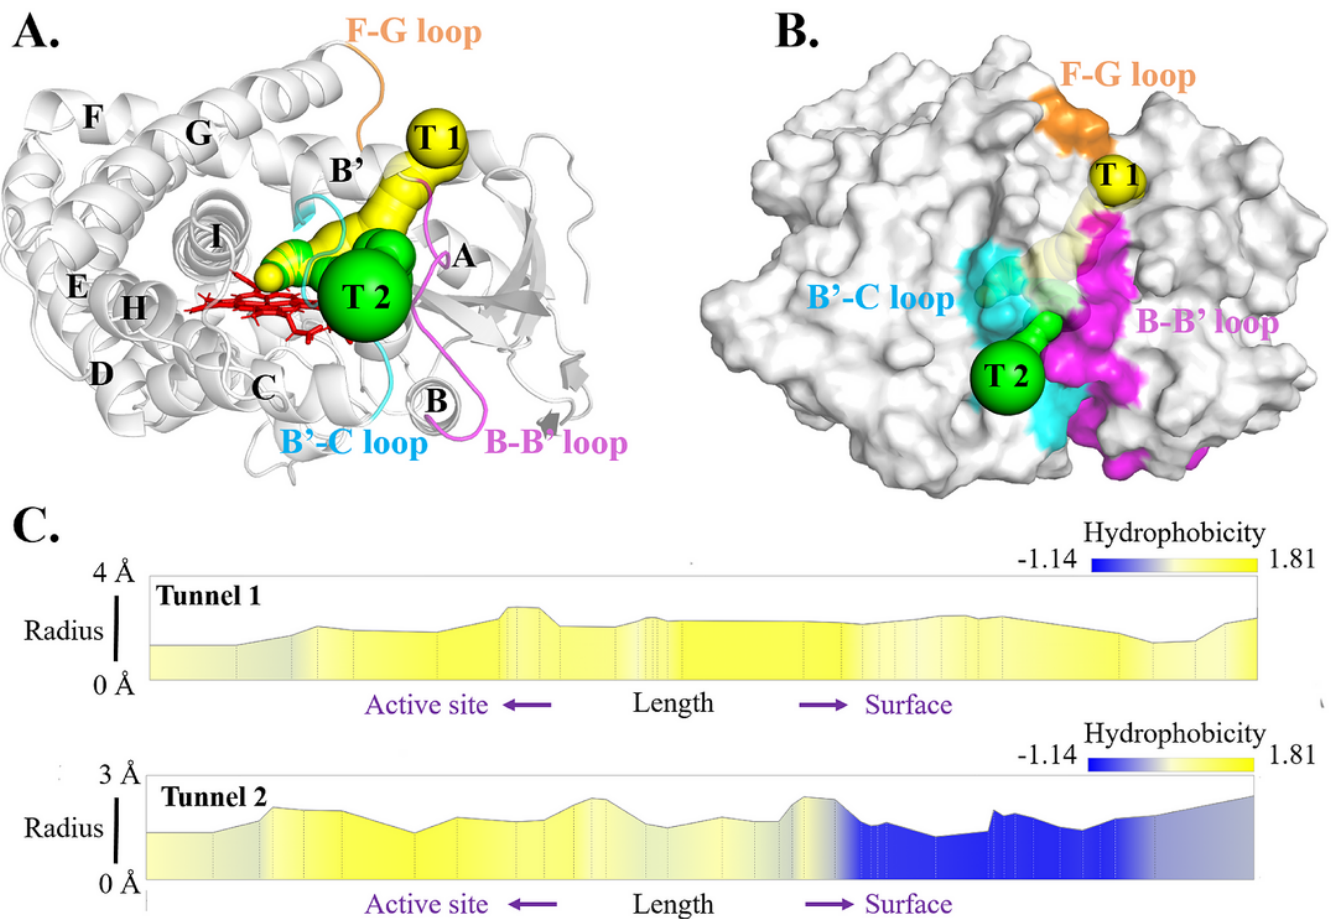 A.
F-G loop
F
G
T 1
B’
I
A
E
H
T 2
D
C
B
B’-C loop
B-B’ loop
B.
F-G loop
T 1
B’-C loop
B-B’ loop
T 2
C.
Hydrophobicity
-1.14
1.81
4 Å
Tunnel 1
Radius
0 Å
Active site
Length
Surface
Hydrophobicity
-1.14
1.81
3 Å
Tunnel 2
Radius
0 Å
Active site
Length
Surface